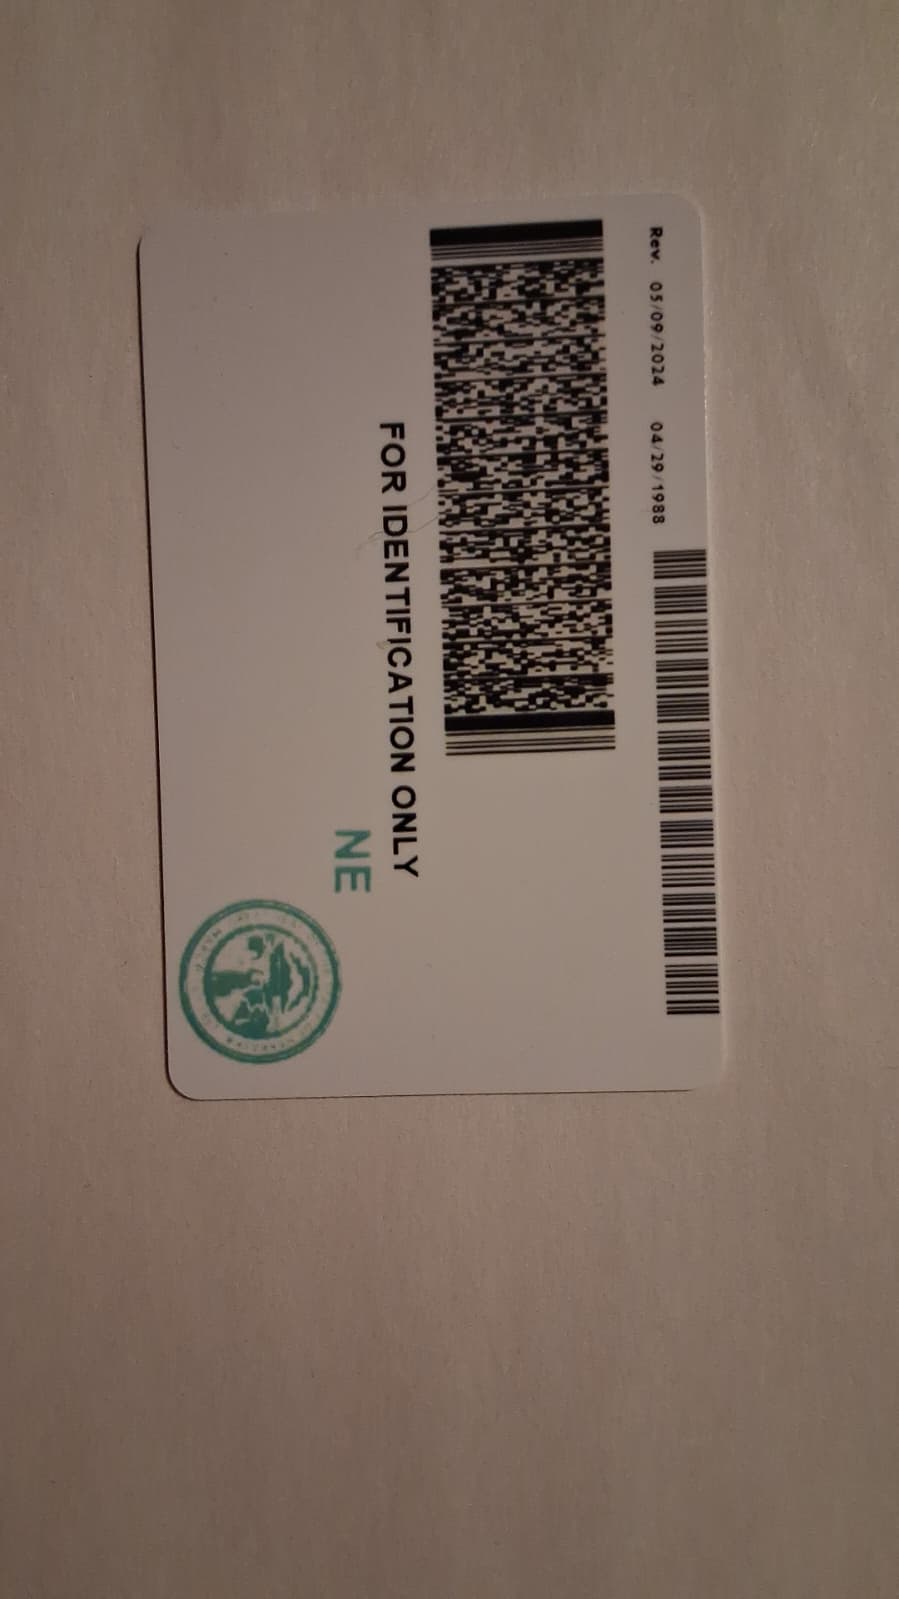 Rev. 05/09/2024 04/29/1988
FOR IDENTIFICATION ONLY
NE